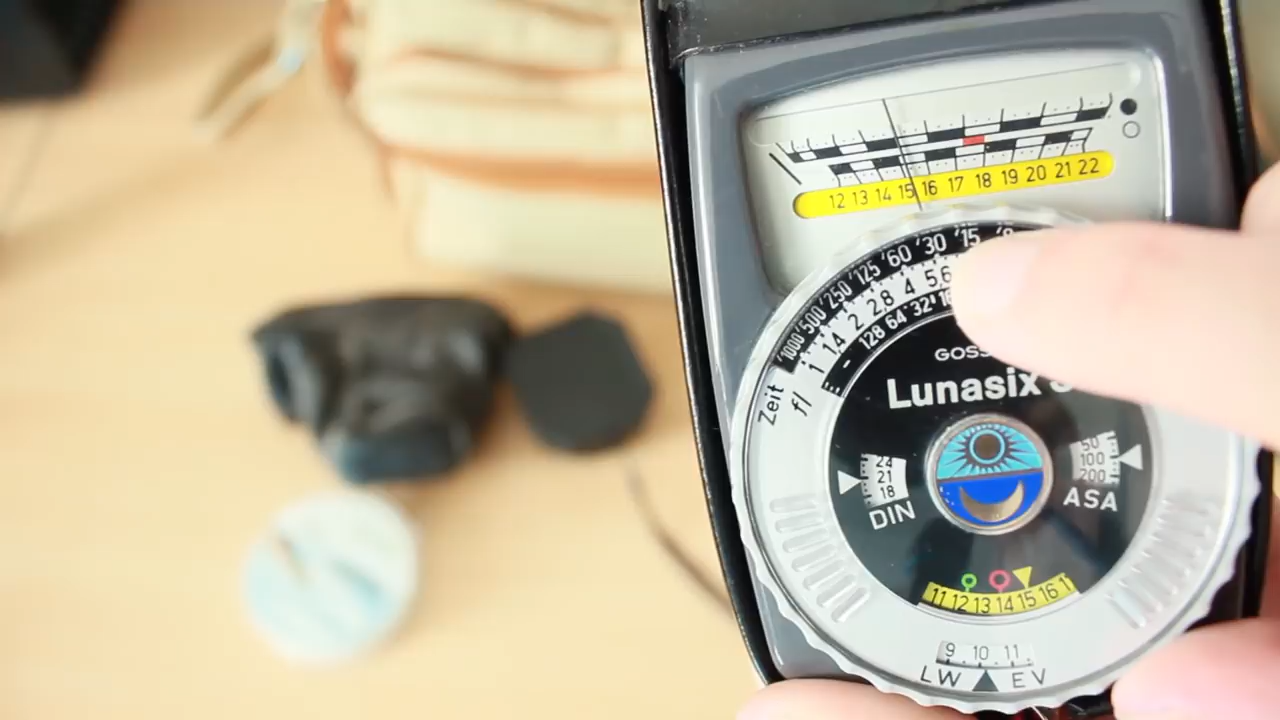 12 13 14 15 16 17 18 19 20 21 22
'1000 '500 '250 '125 '60 '30 '15
1 1.4 2 2.8 4 5.6
128 64 32
Zeit
f/
Lunasix
24
21
18
DIN
50
100
200
ASA
11 12 13 14 15 16
9 10 11
LW EV